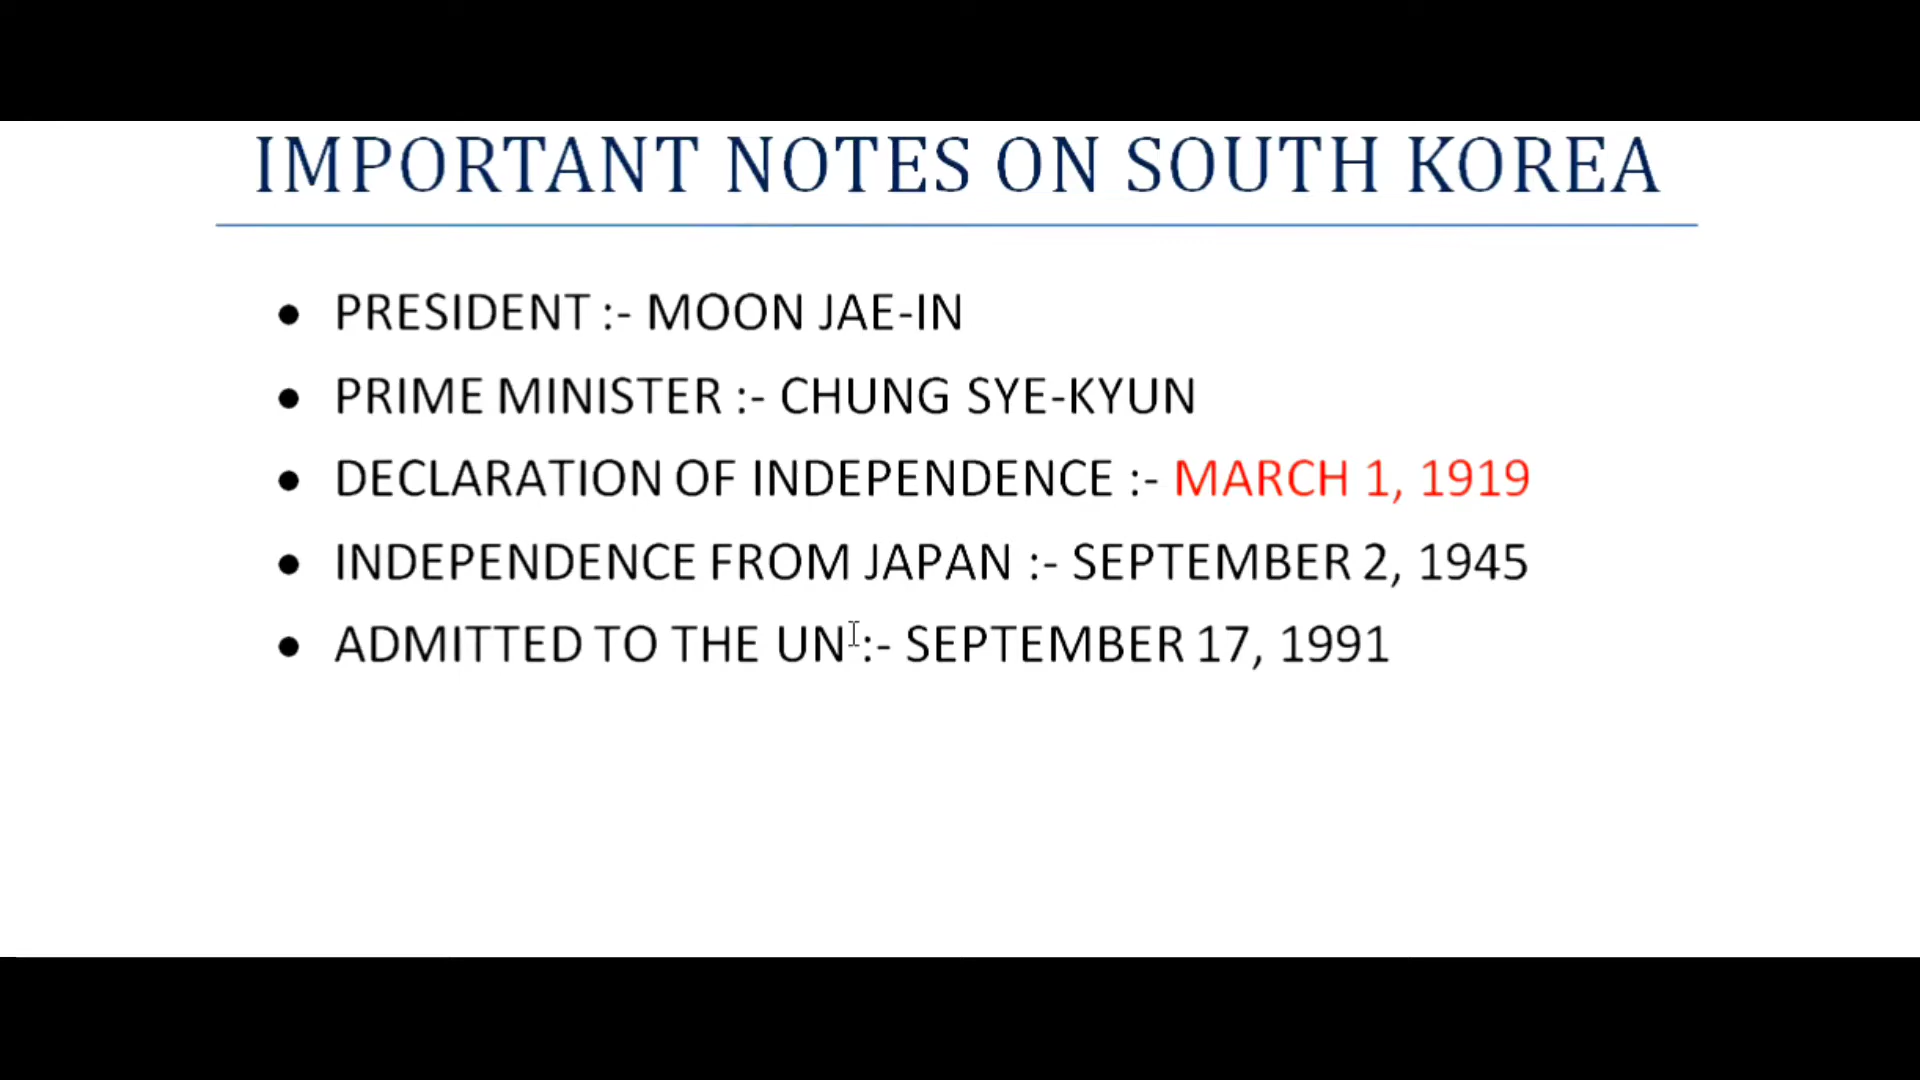 IMPORTANT NOTES ON SOUTH KOREA
• PRESIDENT :- MOON JAE-IN
• PRIME MINISTER :- CHUNG SYE-KYUN
• DECLARATION OF INDEPENDENCE :- MARCH 1, 1919
• INDEPENDENCE FROM JAPAN :- SEPTEMBER 2, 1945
• ADMITTED TO THE UN :- SEPTEMBER 17, 1991